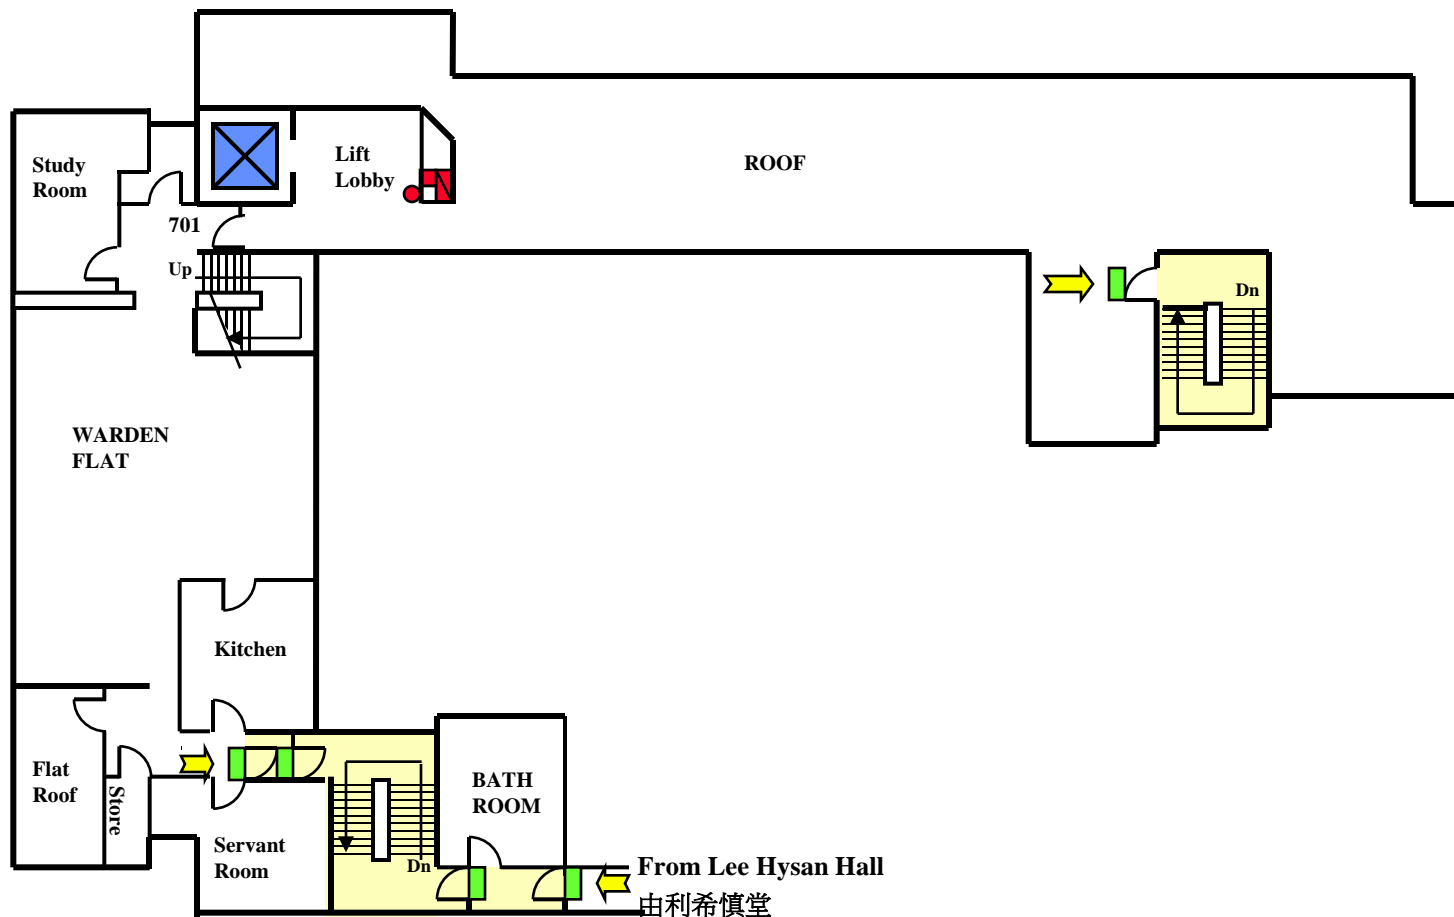 Study
Room
Lift
Lobby
ROOF
701
Up
Dn
WARDEN
FLAT
Kitchen
Flat
Roof
Store
Servant
Room
BATH
ROOM
Dn
From Lee Hysan Hall
由利希慎堂